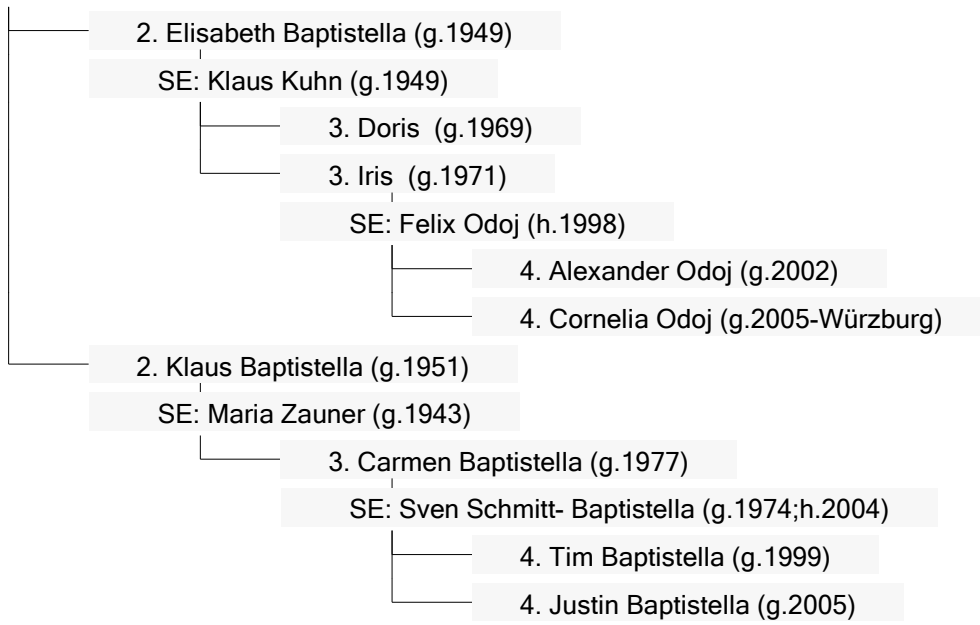 2. Elisabeth Baptistella (g.1949)
SE: Klaus Kuhn (g.1949)
3. Doris  (g.1969)
3. Iris  (g.1971)
SE: Felix Odoj (h.1998)
4. Alexander Odoj (g.2002)
4. Cornelia Odoj (g.2005-Würzburg)
2. Klaus Baptistella (g.1951)
SE: Maria Zauner (g.1943)
3. Carmen Baptistella (g.1977)
SE: Sven Schmitt- Baptistella (g.1974;h.2004)
4. Tim Baptistella (g.1999)
4. Justin Baptistella (g.2005)